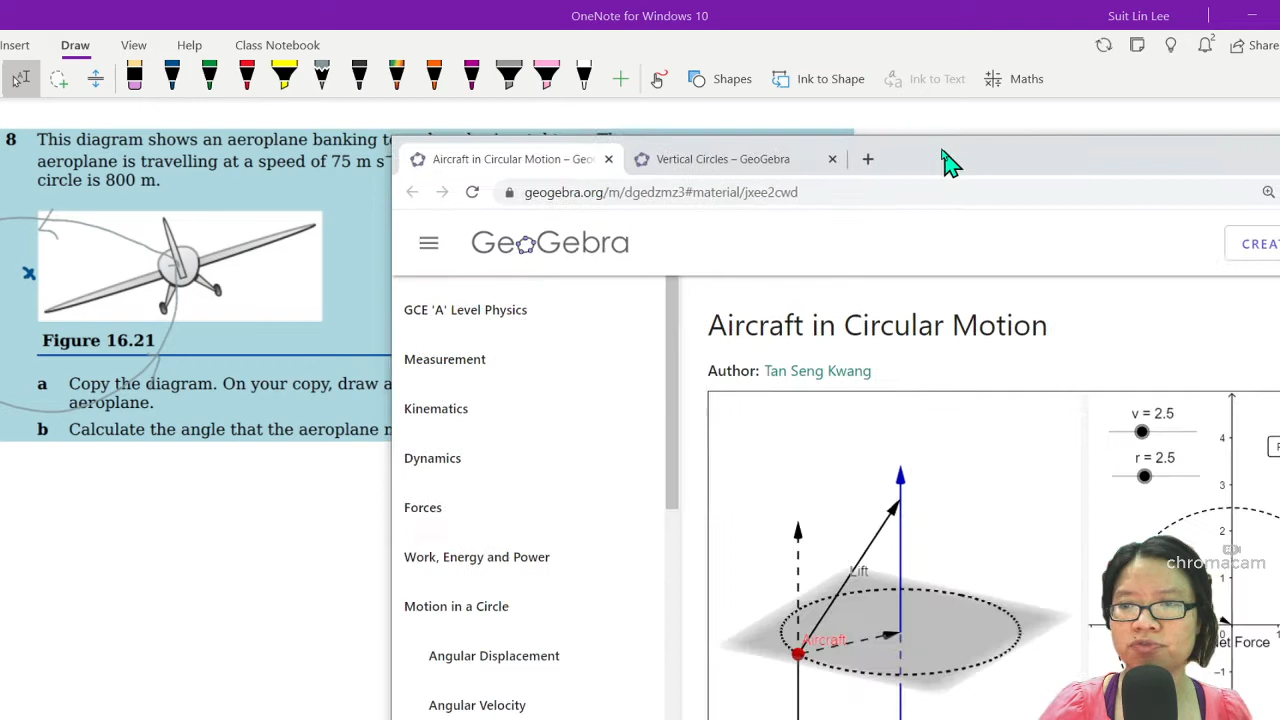 OneNote for Windows 10
Suit Lin Lee
Insert
Draw
View
Help
Class Notebook
2
Share
Shapes
Ink to Shape
Ink to Text
Maths
8 This diagram shows an aeroplane banking
aeroplane is travelling at a speed of 75 m s
circle is 800 m.
x
Figure 16.21
a Copy the diagram. On your copy, draw
aeroplane.
b Calculate the angle that the aeroplane
Aircraft in Circular Motion – Geo
Vertical Circles – GeoGebra
geogebra.org/m/dgedzmz3#material/jxee2cwd
GeoGebra
CREA
GCE 'A' Level Physics
Measurement
Kinematics
Dynamics
Forces
Work, Energy and Power
Motion in a Circle
Angular Displacement
Angular Velocity
Aircraft in Circular Motion
Author: Tan Seng Kwang
Lift
Aircraft
v = 2.5
r = 2.5
4
3
2
1
0
-1
et Force
chromacam